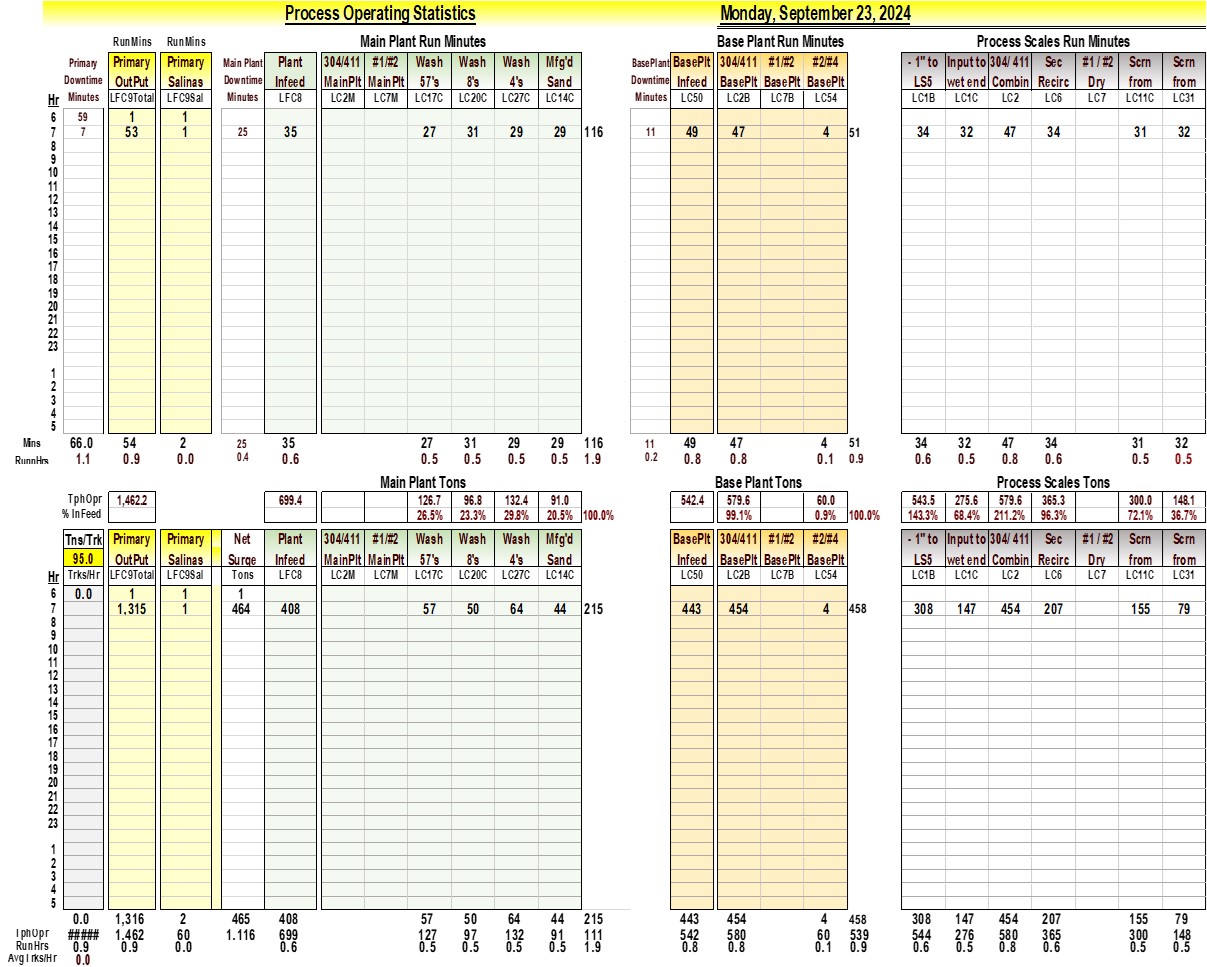 Process Operating Statistics Monday, September 23, 2024
RunMins RunMins Main Plant Run Minutes Base Plant Run Minutes Process Scales Run Minutes
Primary Primary Primary Main Plant Plant 304/411 #1/#2 Wash Wash Wash Mfg'd BasePlant BasePlt 304/411 #1/#2 #2/#4 - 1" to Input to 304/ 411 Sec #1 / #2 Scrn Scrn
Downtime OutPut Salinas Downtime Infeed MainPlt MainPlt 57's 8's 4's Sand Downtime Infeed BasePlt BasePlt BasePlt LS5 wet end Combin Recirc Dry from from
Hr Minutes LFC9Total LFC9Sal Minutes LFC8 LC2M LC7M LC17C LC20C LC27C LC14C Minutes LC50 LC2B LC7B LC54 LC1B LC1C LC2 LC6 LC7 LC11C LC31
6 59 1 1
7 7 53 1 25 35 27 31 29 29 116 11 49 47 4 51 34 32 47 34 31 32
8
9
10
11
12
13
14
15
16
17
18
19
20
21
22
23
1
2
3
4
5
Mins 66.0 54 2 25 35 27 31 29 29 116 11 49 47 4 51 34 32 47 34 31 32
RunnHrs 1.1 0.9 0.0 0.4 0.6 0.5 0.5 0.5 0.5 1.9 0.2 0.8 0.8 0.1 0.9 0.6 0.5 0.8 0.6 0.5 0.5
Main Plant Tons Base Plant Tons Process Scales Tons
TphOpr 1,462.2 699.4 126.7 96.8 132.4 91.0 542.4 579.6 60.0 543.5 275.6 579.6 365.3 300.0 148.1
% InFeed 26.5% 23.3% 29.8% 20.5% 100.0% 99.1% 0.9% 100.0% 143.3% 68.4% 211.2% 96.3% 72.1% 36.7%
Tns/Trk Primary Primary Net Plant 304/411 #1/#2 Wash Wash Wash Mfg'd BasePlt 304/411 #1/#2 #2/#4 - 1" to Input to 304/ 411 Sec #1 / #2 Scrn Scrn
95.0 OutPut Salinas Surge Infeed MainPlt MainPlt 57's 8's 4's Sand Infeed BasePlt BasePlt BasePlt LS5 wet end Combin Recirc Dry from from
Hr Trks/Hr LFC9Total LFC9Sal Tons LFC8 LC2M LC7M LC17C LC20C LC27C LC14C LC50 LC2B LC7B LC54 LC1B LC1C LC2 LC6 LC7 LC11C LC31
6 0.0 1 1 1
7 1,315 1 464 408 57 50 64 44 215 443 454 4 458 308 147 454 207 155 79
8
9
10
11
12
13
14
15
16
17
18
19
20
21
22
23
1
2
3
4
5
0.0 1,316 2 465 408 57 50 64 44 215 443 454 4 458 308 147 454 207 155 79
TphOpr ##### 1,462 60 1.116 699 127 97 132 91 111 542 580 60 539 544 276 580 365 300 148
RunHrs 0.9 0.9 0.0 0.6 0.5 0.5 0.5 0.5 1.9 0.8 0.8 0.1 0.9 0.6 0.5 0.8 0.6 0.5 0.5
AvgTrks/Hr 0.0